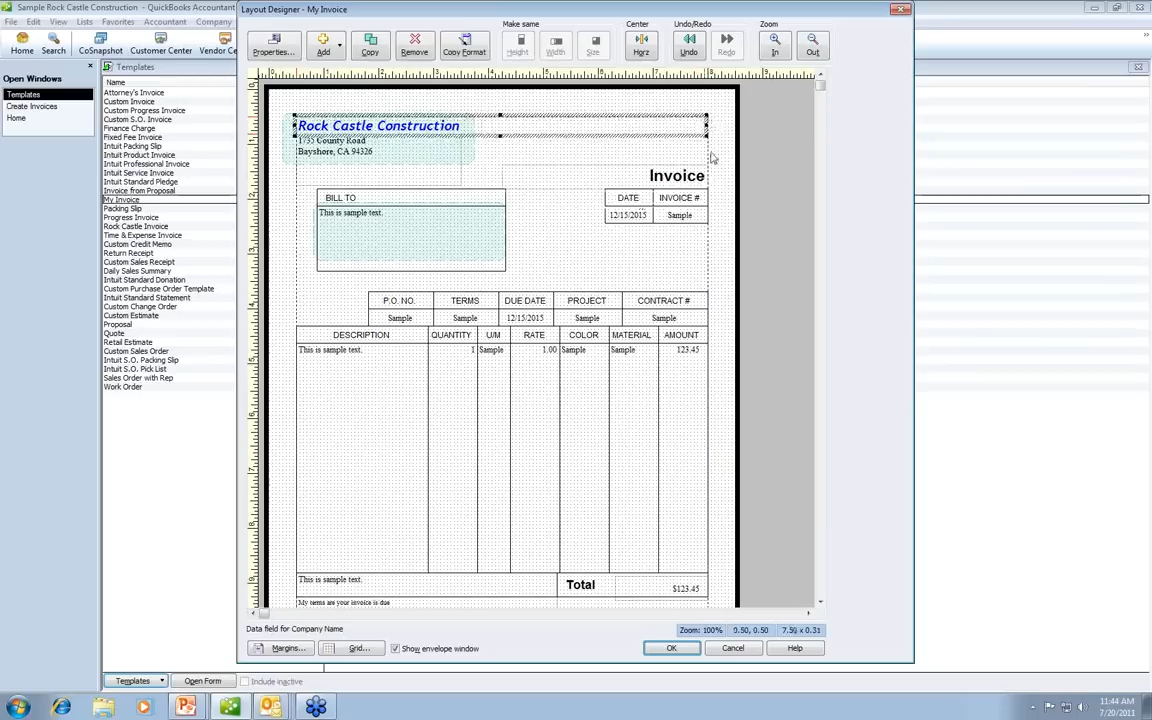 Sample Rock Castle Construction - QuickBooks Accountant
Layout Designer - My Invoice
File Edit View Lists Favorites Accountant Company
Home Search CoSnapshot Customer Center Vendor Ce
Make same Center Undo/Redo Zoom
Properties... Add Copy Remove Copy Format Height Width Size Horz Undo Redo In Out
Open Windows
Templates
Create Invoices
Home
Templates
Name
Attorney's Invoice
Custom Invoice
Custom Progress Invoice
Custom S.O. Invoice
Finance Charge
Fixed Fee Invoice
Intuit Packing Slip
Intuit Product Invoice
Intuit Professional Invoice
Intuit Service Invoice
Intuit Standard Pledge
Invoice from Proposal
My Invoice
Packing Slip
Progress Invoice
Rock Castle Invoice
Time & Expense Invoice
Custom Credit Memo
Return Receipt
Custom Sales Receipt
Daily Sales Summary
Intuit Standard Donation
Custom Purchase Order Template
Intuit Standard Statement
Custom Change Order
Custom Estimate
Proposal
Quote
Retail Estimate
Custom Sales Order
Intuit S.O. Packing Slip
Intuit S.O. Pick List
Sales Order with Rep
Work Order
Rock Castle Construction
1735 County Road
Bayshore, CA 94326
Invoice
BILL TO
This is sample text.
DATE INVOICE #
12/15/2015 Sample
P.O. NO. TERMS DUE DATE PROJECT CONTRACT #
Sample Sample 12/15/2015 Sample Sample
DESCRIPTION QUANTITY U/M RATE COLOR MATERIAL AMOUNT
This is sample text. 1 Sample 1.00 Sample Sample 123.45
This is sample text. Total $123.45
My terms are your invoice is due
Data field for Company Name
Zoom: 100% 0.50, 0.50 7.50 x 0.31
Margins... Grid... Show envelope window OK Cancel Help
Templates Open Form Include inactive
11:44 AM
7/20/2011